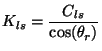 K_{ls} = \frac{C_{ls}}{\cos(\theta_r)}